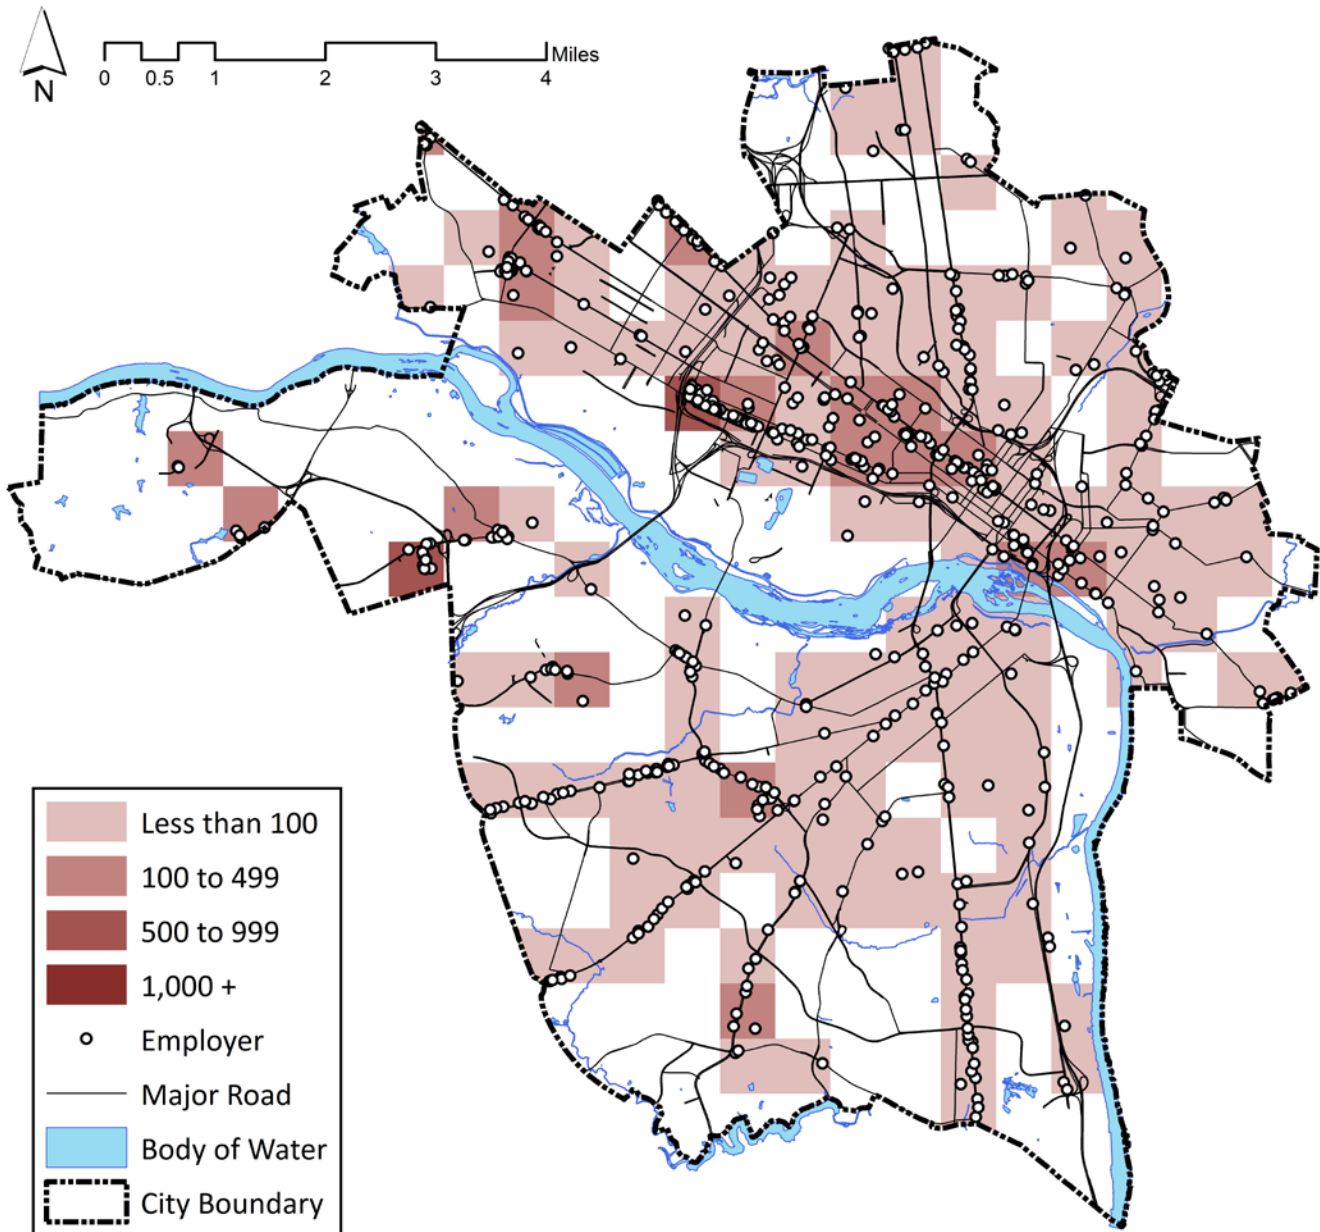 N
0 0.5 1 2 3 4 Miles
Less than 100
100 to 499
500 to 999
1,000 +
Employer
Major Road
Body of Water
City Boundary